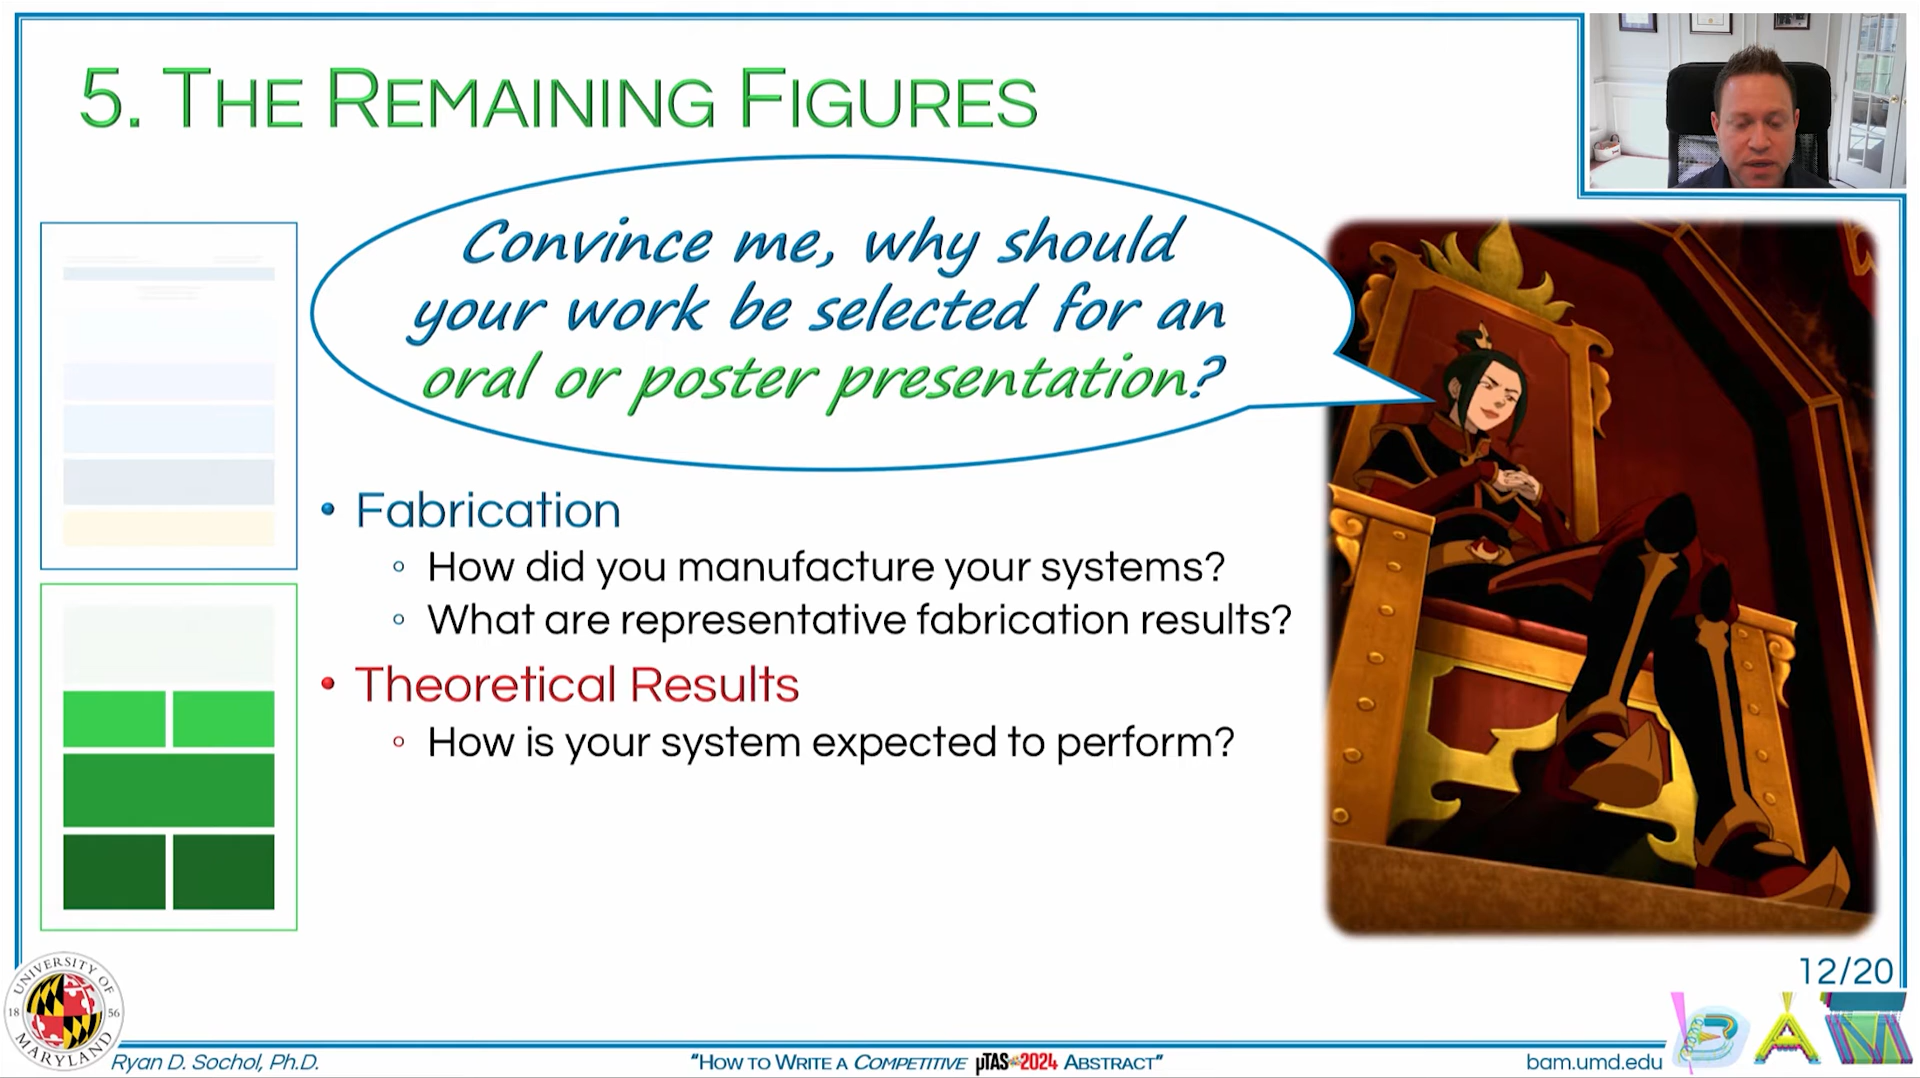 5. THE REMAINING FIGURES
Convince me, why should
your work be selected for an
oral or poster presentation?
• Fabrication
◦ How did you manufacture your systems?
◦ What are representative fabrication results?
• Theoretical Results
◦ How is your system expected to perform?
12/20
UNIVERSITY OF
18 56
MARYLAND
BAM
Ryan D. Sochol, Ph.D.
“HOW TO WRITE A COMPETITIVE µTAS 2024 ABSTRACT”
bam.umd.edu